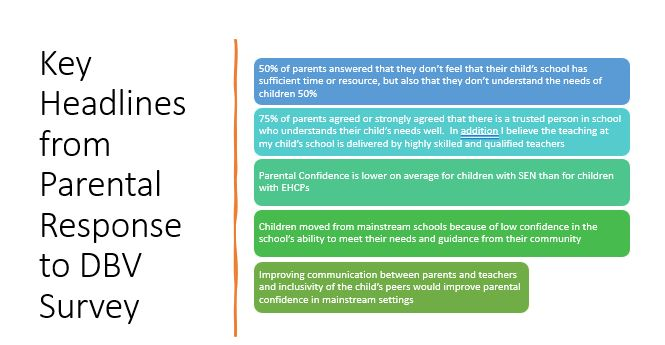 Key
Headlines
from
Parental
Response
to DBV
Survey
50% of parents answered that they don't feel that their child's school has
sufficient time or resource, but also that they don't understand the needs of
children 50%
75% of parents agreed or strongly agreed that there is a trusted person in school
who understands their child's needs well.  In addition I believe the teaching at
my child's school is delivered by highly skilled and qualified teachers
Parental Confidence is lower on average for children with SEN than for children
with EHCPs
Children moved from mainstream schools because of low confidence in the
school's ability to meet their needs and guidance from their community
Improving communication between parents and teachers
and inclusivity of the child's peers would improve parental
confidence in mainstream settings